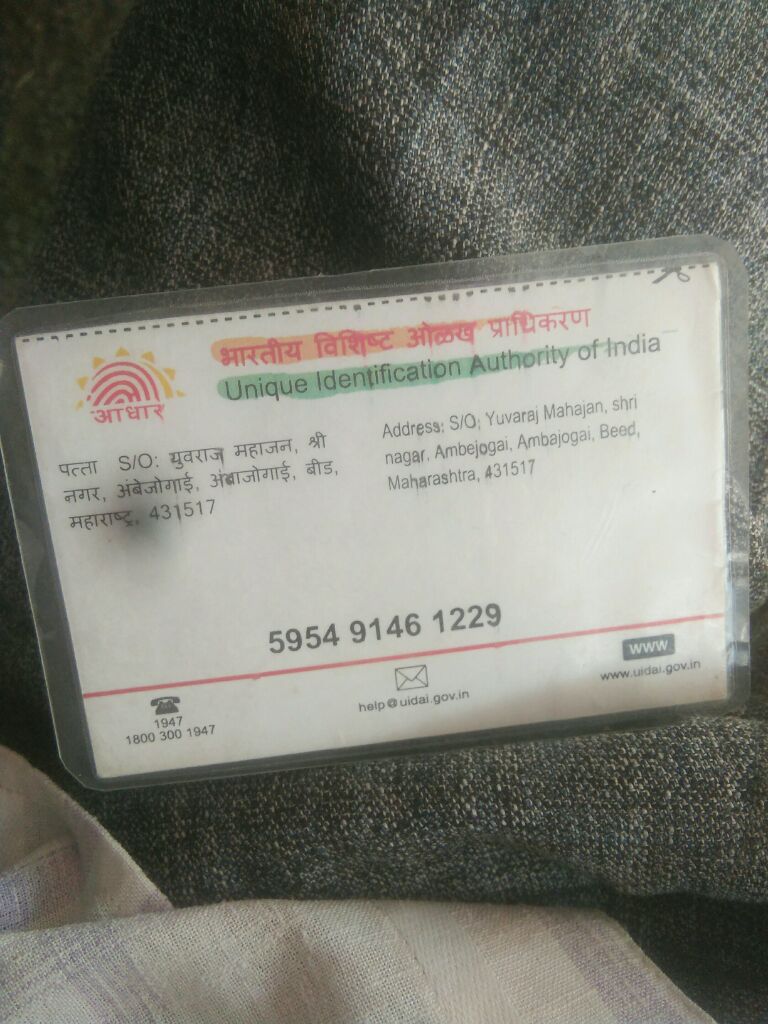 भारतीय विशिष्ट ओळख प्राधिकरण
Unique Identification Authority of India
आधार
पत्ता S/O: युवराज महाजन, श्री
नगर, अंबेजोगाई, अंबाजोगाई, बीड,
महाराष्ट्र, 431517
Address: S/O, Yuvaraj Mahajan, shri
nagar, Ambejogai, Ambajogai, Beed,
Maharashtra, 431517
5954 9146 1229
1947
1800 300 1947
help@uidai.gov.in
www
www.uidai.gov.in